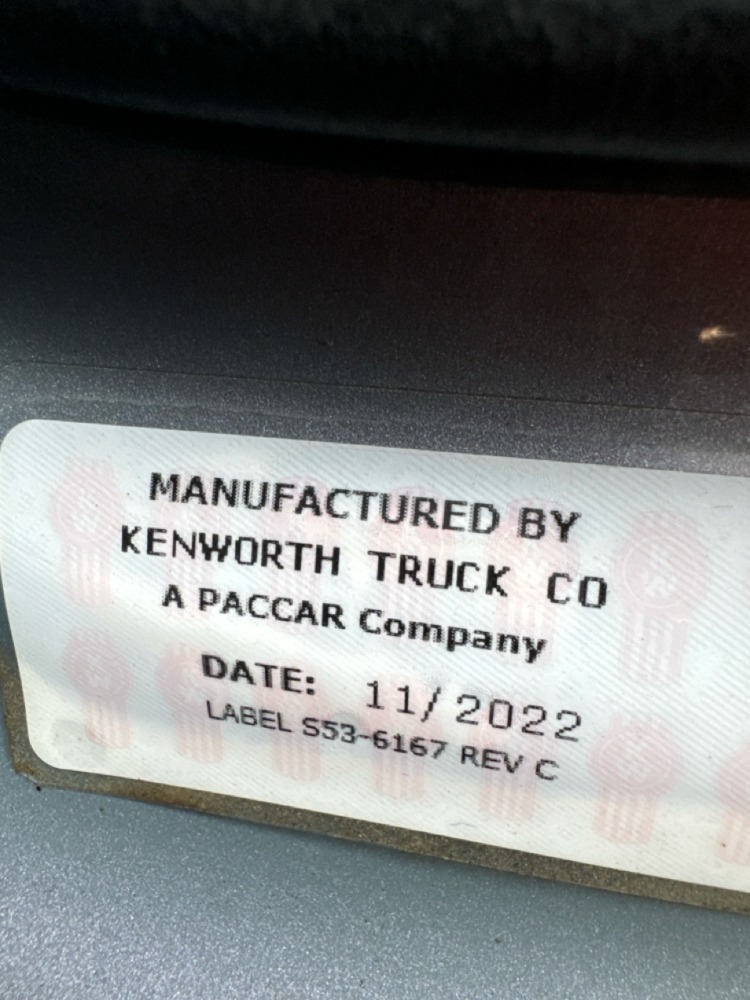 MANUFACTURED BY
KENWORTH TRUCK CO
A PACCAR Company
DATE: 11/2022
LABEL S53-6167 REV C